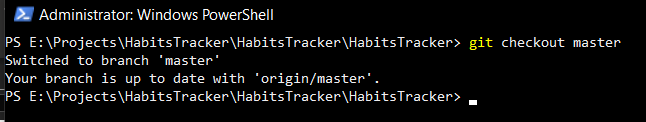 Administrator: Windows PowerShell
PS E:\Projects\HabitsTracker\HabitsTracker\HabitsTracker> git checkout master
Switched to branch 'master'
Your branch is up to date with 'origin/master'.
PS E:\Projects\HabitsTracker\HabitsTracker\HabitsTracker>